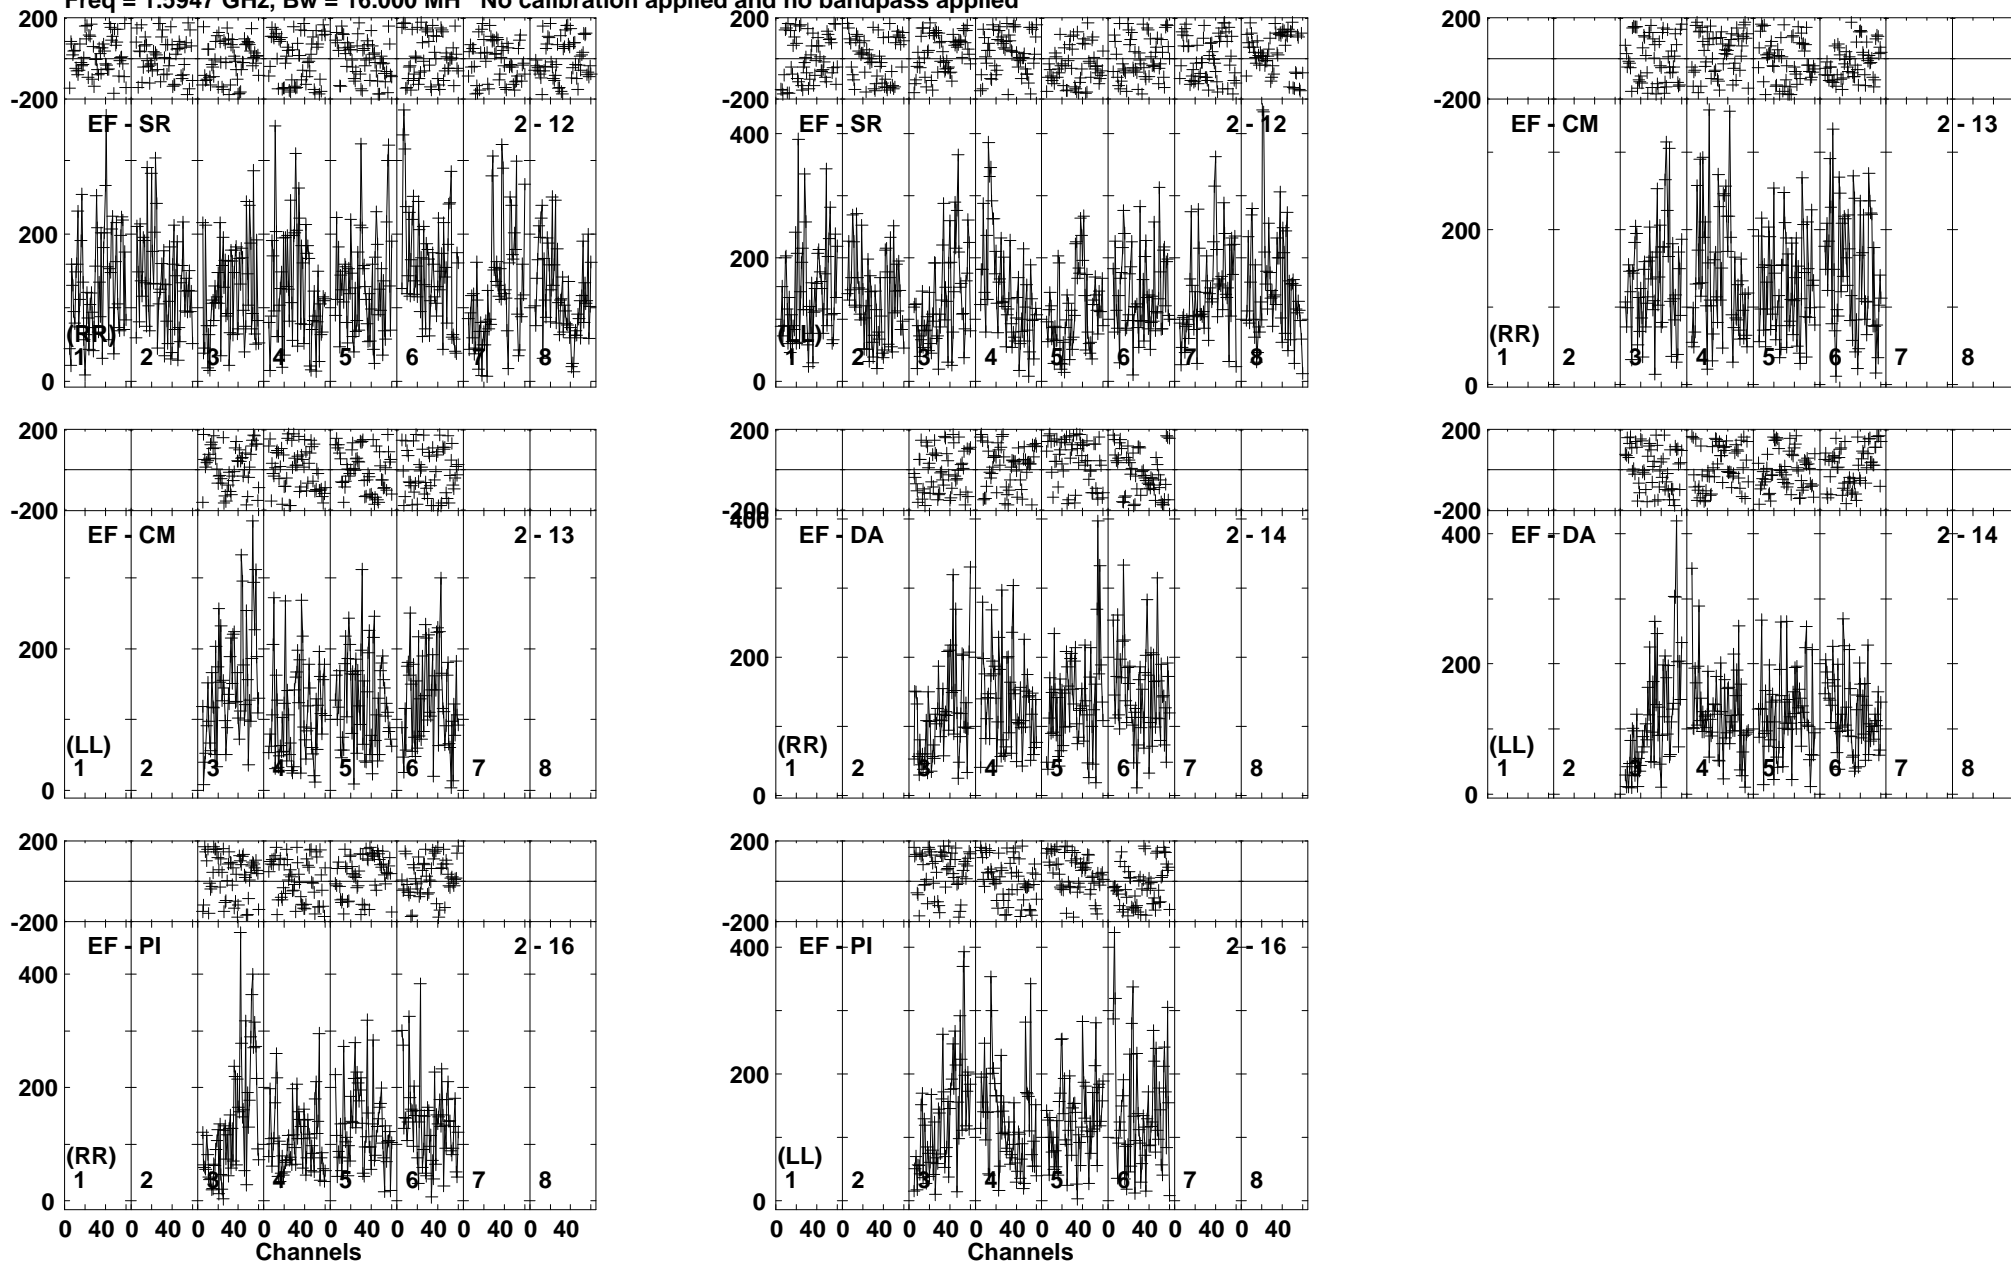 Freq = 1.5947 GHz, Bw = 16.000 MH No calibration applied and no bandpass applied
200
-200
EF - SR 2 - 12
200
0
(RR)
1 2 3 4 5 6 7 8
200
-200
EF - SR 2 - 12
400
200
0
(LL)
1 2 3 4 5 6 7 8
200
-200
EF - CM 2 - 13
200
0
(RR)
1 2 3 4 5 6 7 8
200
-200
EF - CM 2 - 13
200
0
(LL)
1 2 3 4 5 6 7 8
200
-200
400
EF - DA 2 - 14
200
0
(RR)
1 2 3 4 5 6 7 8
200
-200
EF - DA 2 - 14
400
200
0
(LL)
1 2 3 4 5 6 7 8
200
-200
EF - PI 2 - 16
400
200
0
(RR)
1 2 3 4 5 6 7 8
0 40 0 40 0 40 0 40 0 40 0 40 0 40 0 40
Channels
200
-200
EF - PI 2 - 16
400
200
0
(LL)
1 2 3 4 5 6 7 8
0 40 0 40 0 40 0 40 0 40 0 40 0 40 0 40
Channels